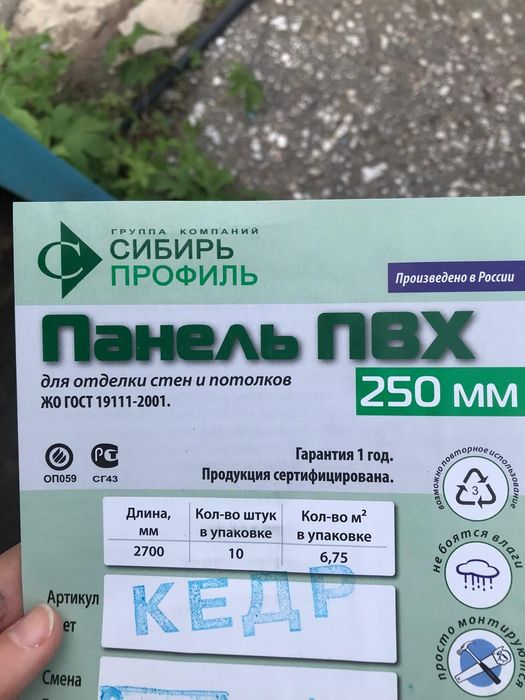 ГРУППА КОМПАНИЙ
С СИБИРЬ
ПРОФИЛЬ
Произведено в России
Панель ПВХ
для отделки стен и потолков
250 мм
ЖО ГОСТ 19111-2001.
Гарантия 1 год.
Продукция сертифицирована.
ОП059
РСТ
СГ43
возможно повторное использование
3
Длина, мм
Кол-во штук в упаковке
Кол-во м² в упаковке
2700 10 6,75
не боятся влаги
Артикул
КЕДР
просто монтируются
Смена